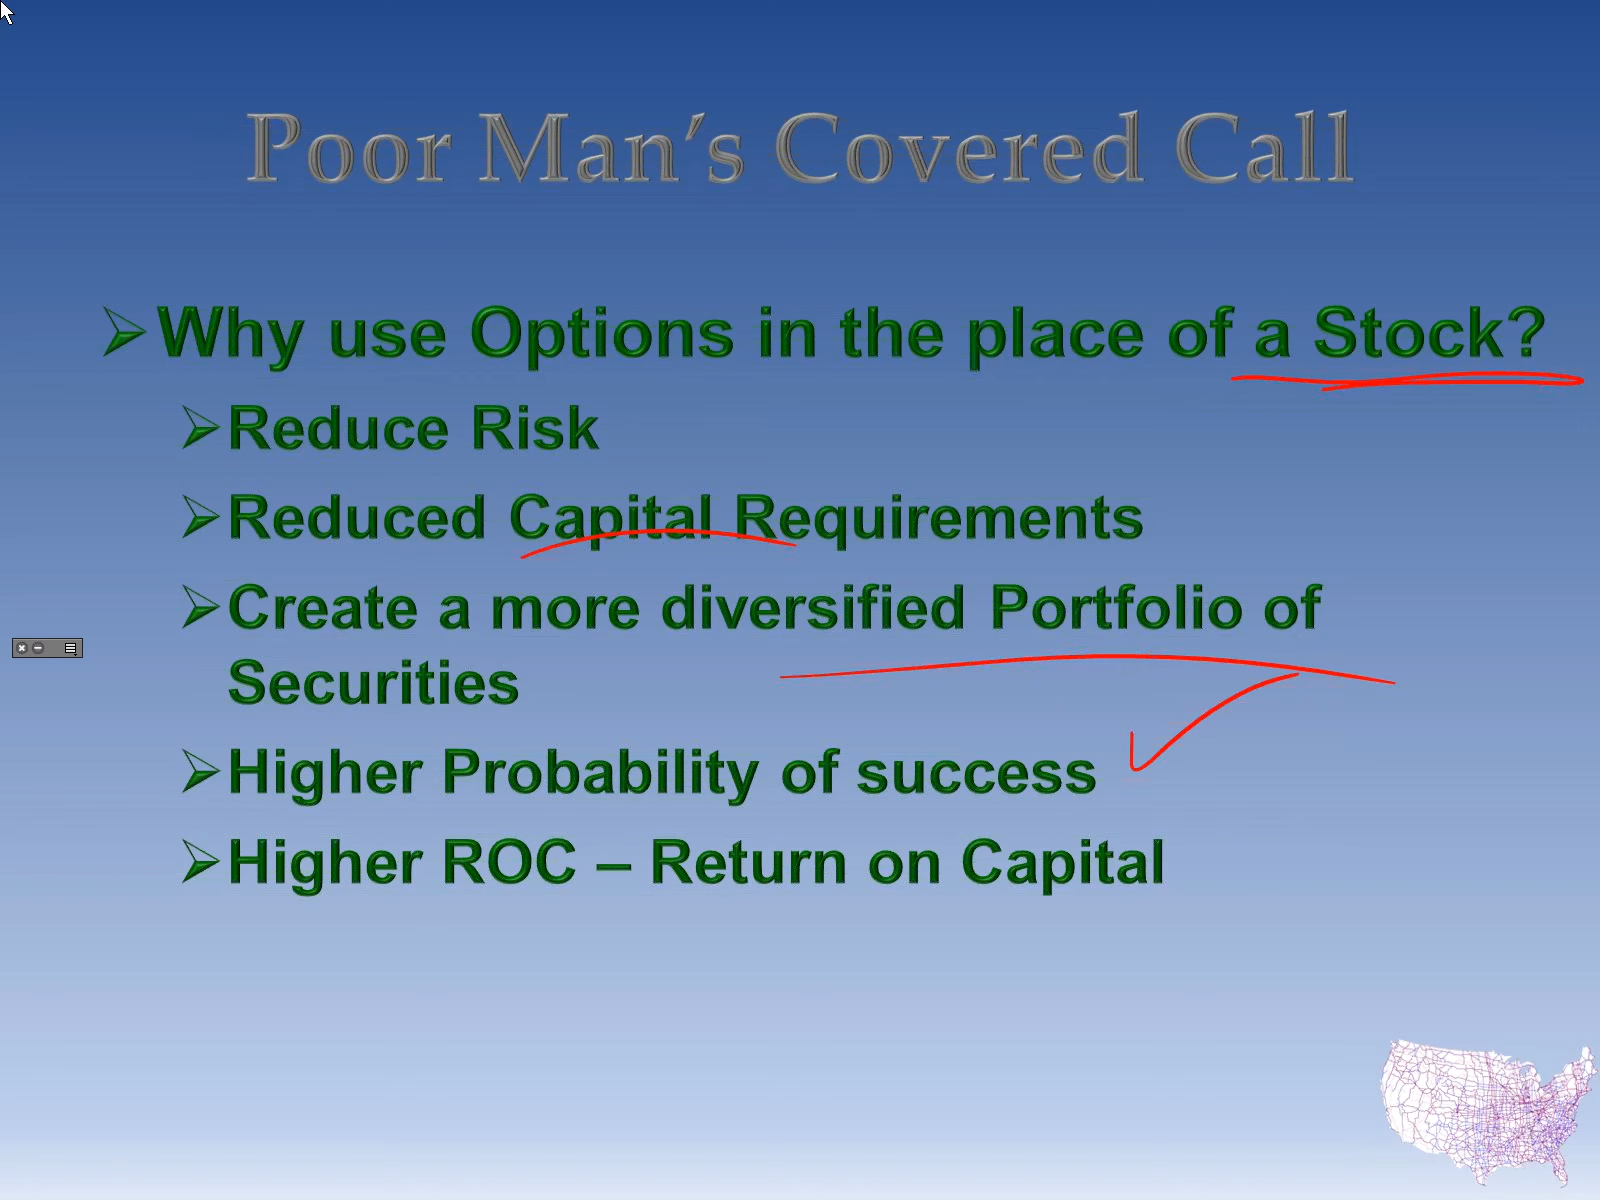 Poor Man’s Covered Call
Why use Options in the place of a Stock?
Reduce Risk
Reduced Capital Requirements
Create a more diversified Portfolio of
Securities
Higher Probability of success
Higher ROC – Return on Capital